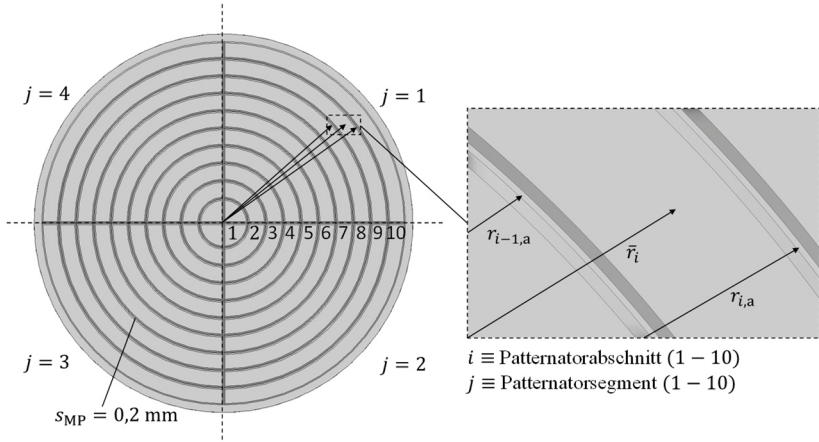 j = 4
j = 1
1 2 3 4 5 6 7 8 9 10
j = 3
j = 2
s_MP = 0,2 mm
r_{i−1,a}
r̄_i
r_{i,a}
i ≡ Patternatorabschnitt (1 − 10)
j ≡ Patternatorsegment (1 − 10)